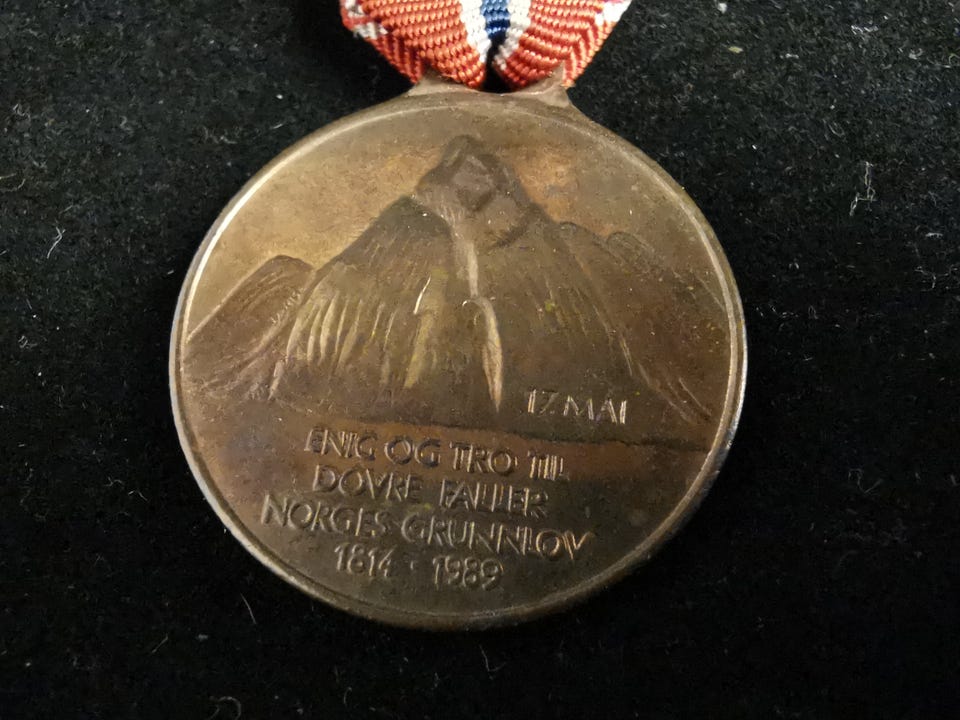 17. MAI
ENIG OG TRO TIL
DOVRE FALLER
NORGES GRUNNLOV
1814 - 1989